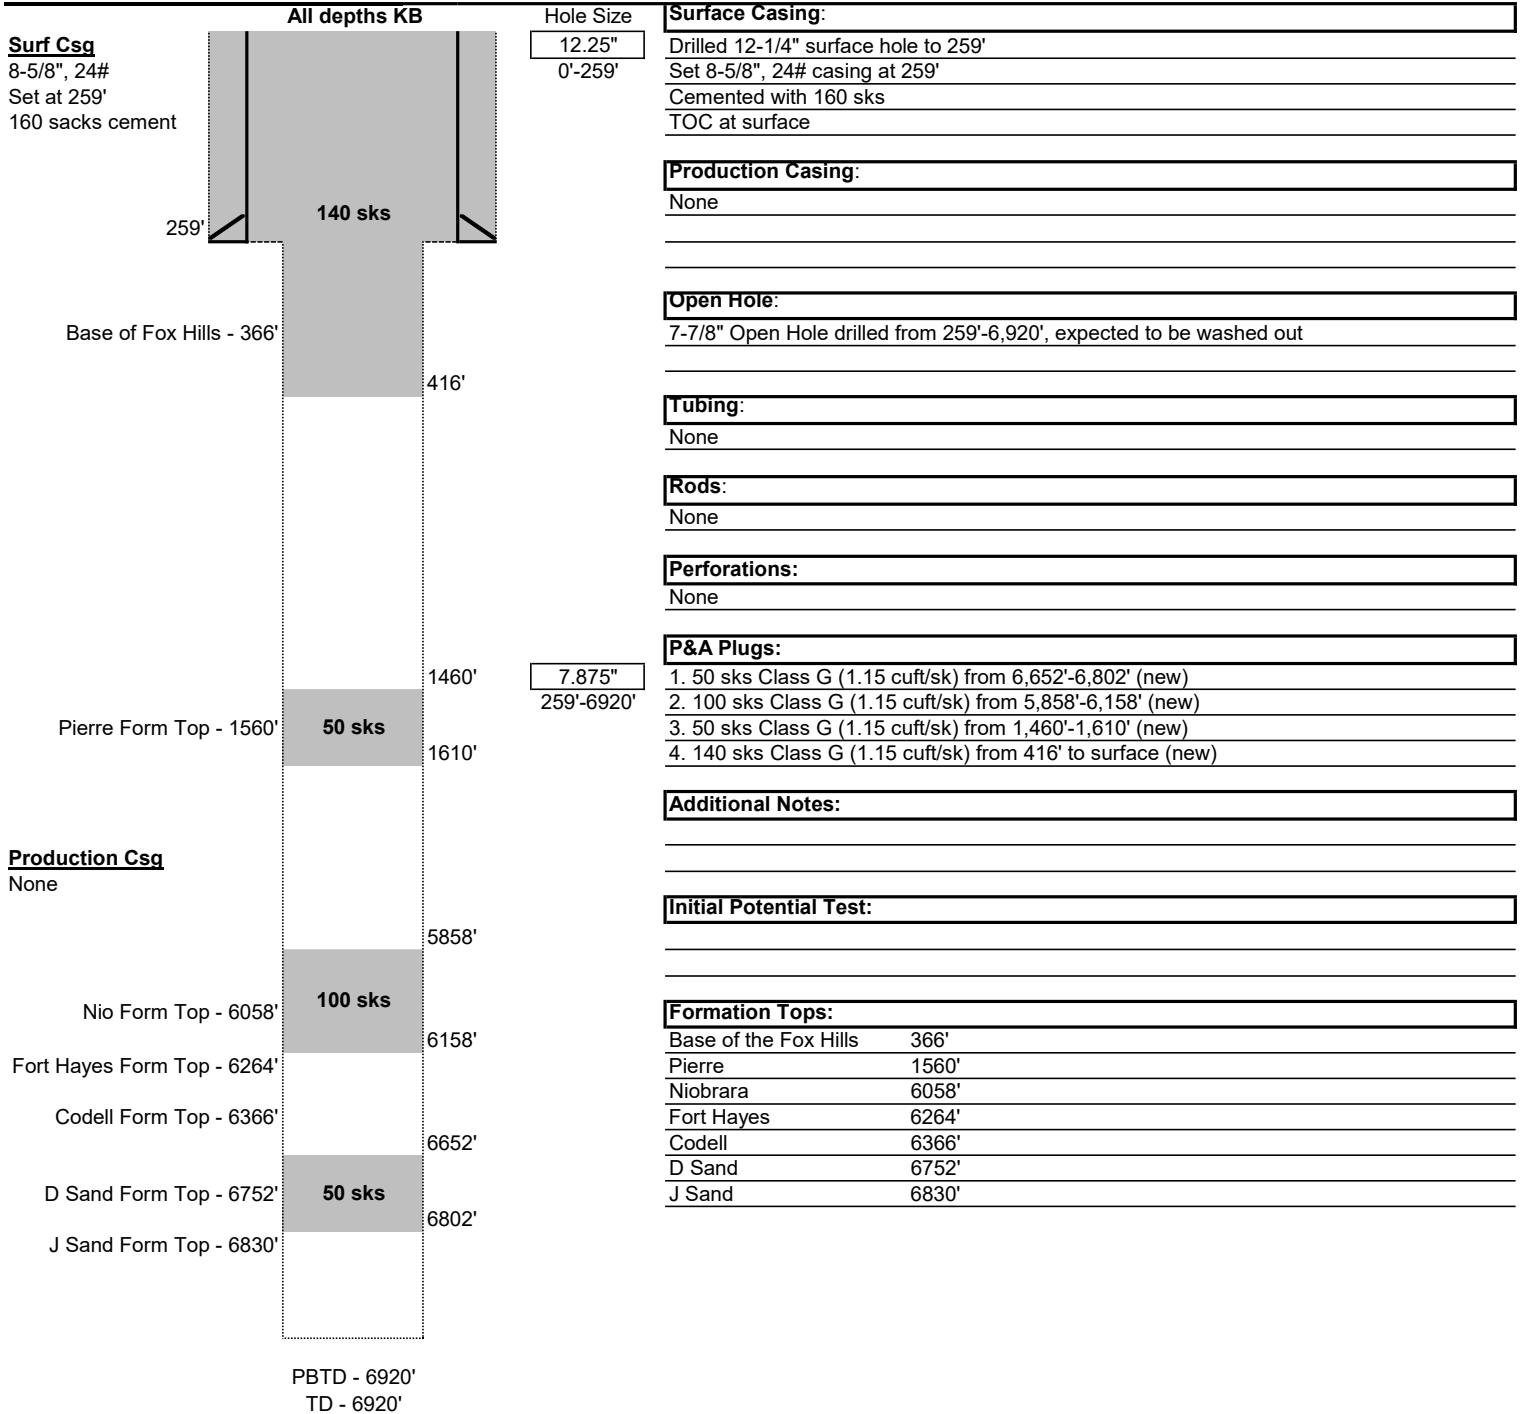 All depths KB
Hole Size
Surface Casing:
Surf Csg
12.25"
Drilled 12-1/4" surface hole to 259'
8-5/8", 24#
0'-259'
Set 8-5/8", 24# casing at 259'
Set at 259'
Cemented with 160 sks
160 sacks cement
TOC at surface
Production Casing:
None
140 sks
259'
Open Hole:
Base of Fox Hills - 366'
7-7/8" Open Hole drilled from 259'-6,920', expected to be washed out
416'
Tubing:
None
Rods:
None
Perforations:
None
P&A Plugs:
1460'
7.875"
1. 50 sks Class G (1.15 cuft/sk) from 6,652'-6,802' (new)
259'-6920'
2. 100 sks Class G (1.15 cuft/sk) from 5,858'-6,158' (new)
Pierre Form Top - 1560'
50 sks
3. 50 sks Class G (1.15 cuft/sk) from 1,460'-1,610' (new)
1610'
4. 140 sks Class G (1.15 cuft/sk) from 416' to surface (new)
Additional Notes:
Production Csg
None
Initial Potential Test:
5858'
100 sks
Nio Form Top - 6058'
Formation Tops:
6158'
Base of the Fox Hills 366'
Fort Hayes Form Top - 6264'
Pierre 1560'
Niobrara 6058'
Codell Form Top - 6366'
Fort Hayes 6264'
6652'
Codell 6366'
D Sand 6752'
D Sand Form Top - 6752'
50 sks
J Sand 6830'
6802'
J Sand Form Top - 6830'
PBTD - 6920'
TD - 6920'